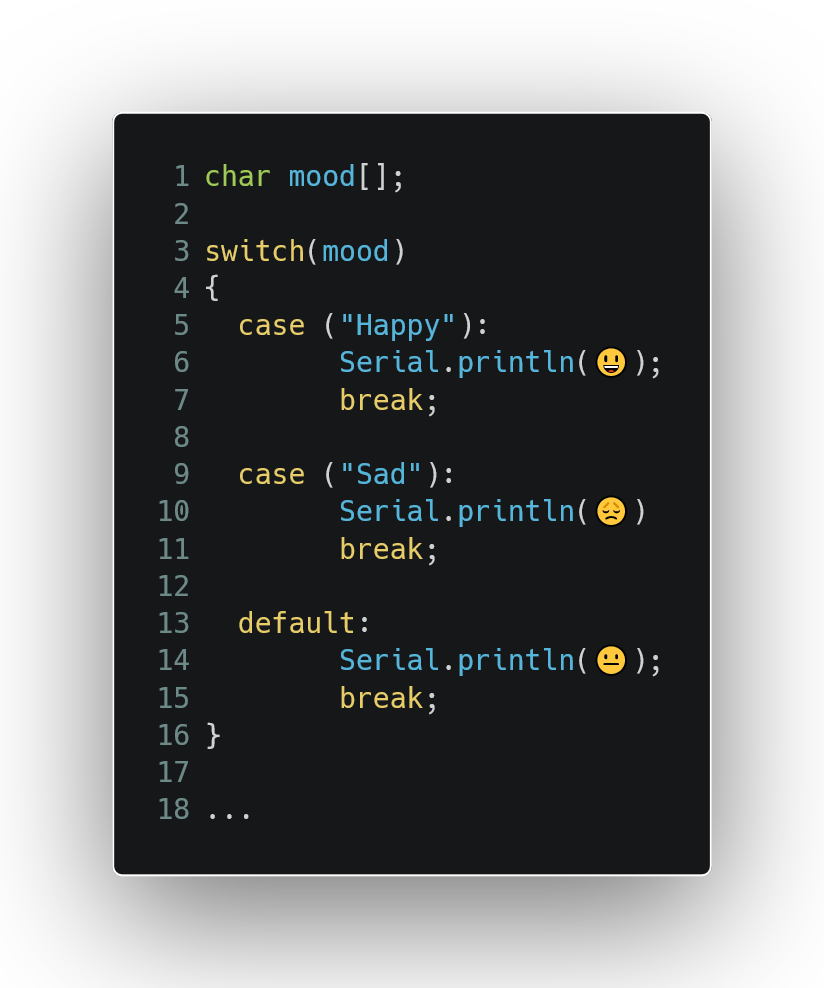 1 char mood[];
2
3 switch(mood)
4 {
5   case ("Happy"):
6         Serial.println(😃);
7         break;
8
9   case ("Sad"):
10         Serial.println(😞)
11         break;
12
13   default:
14         Serial.println(😐);
15         break;
16 }
17
18 ...